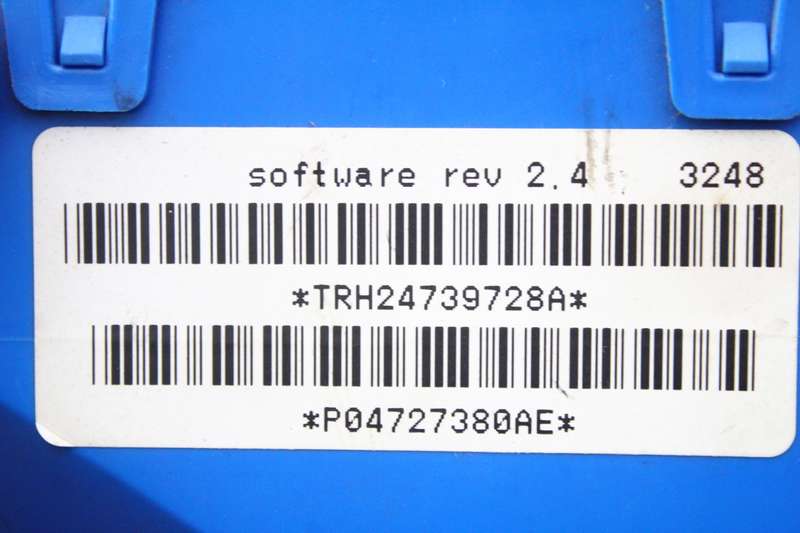 software rev 2.4 3248
*TRH24739728A*
*P04727380AE*